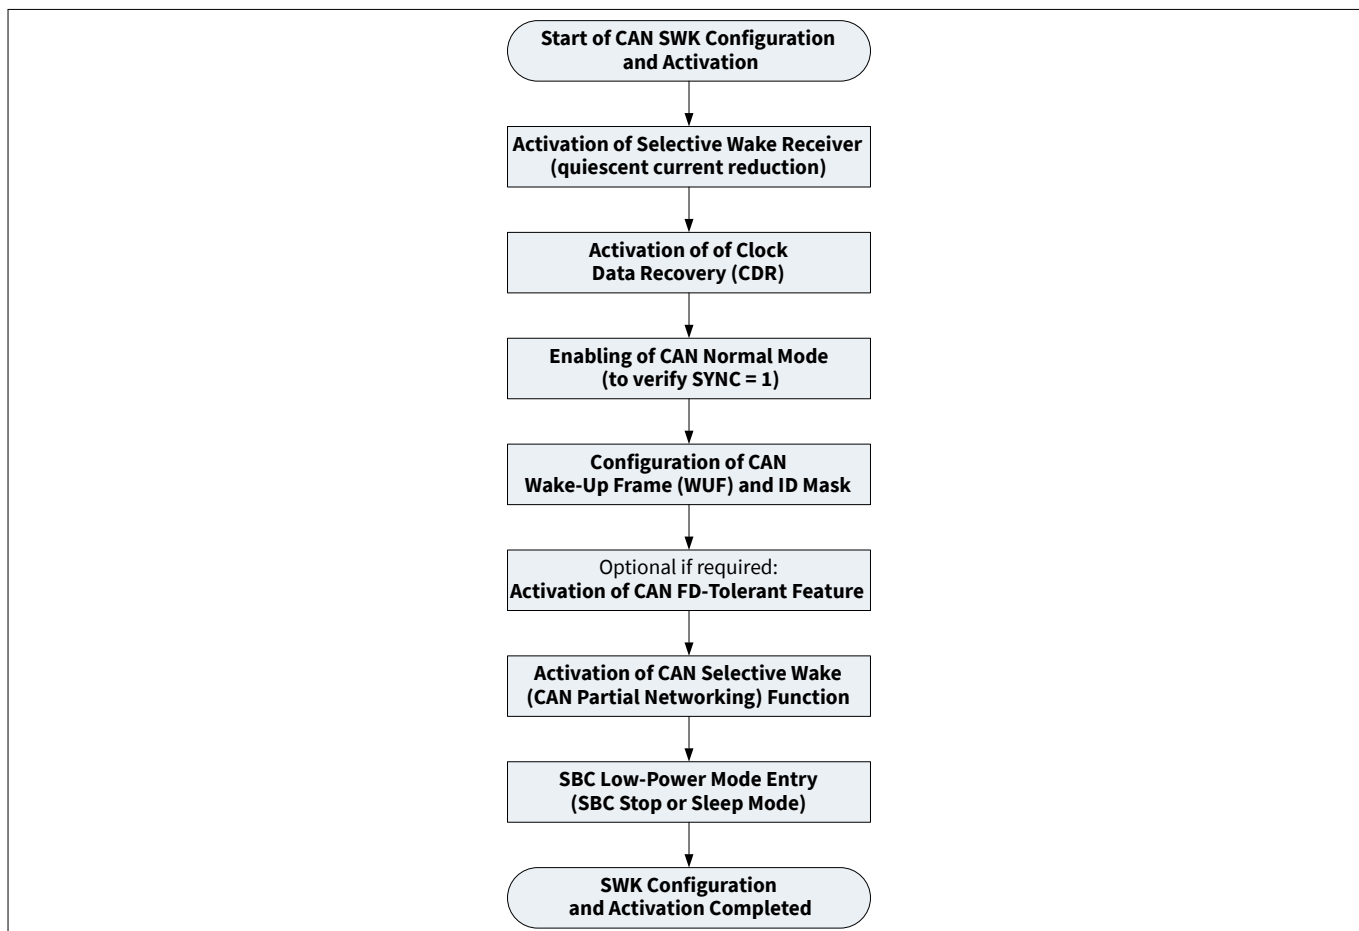 Start of CAN SWK Configuration
and Activation
Activation of Selective Wake Receiver
(quiescent current reduction)
Activation of of Clock
Data Recovery (CDR)
Enabling of CAN Normal Mode
(to verify SYNC = 1)
Configuration of CAN
Wake-Up Frame (WUF) and ID Mask
Optional if required:
Activation of CAN FD-Tolerant Feature
Activation of CAN Selective Wake
(CAN Partial Networking) Function
SBC Low-Power Mode Entry
(SBC Stop or Sleep Mode)
SWK Configuration
and Activation Completed